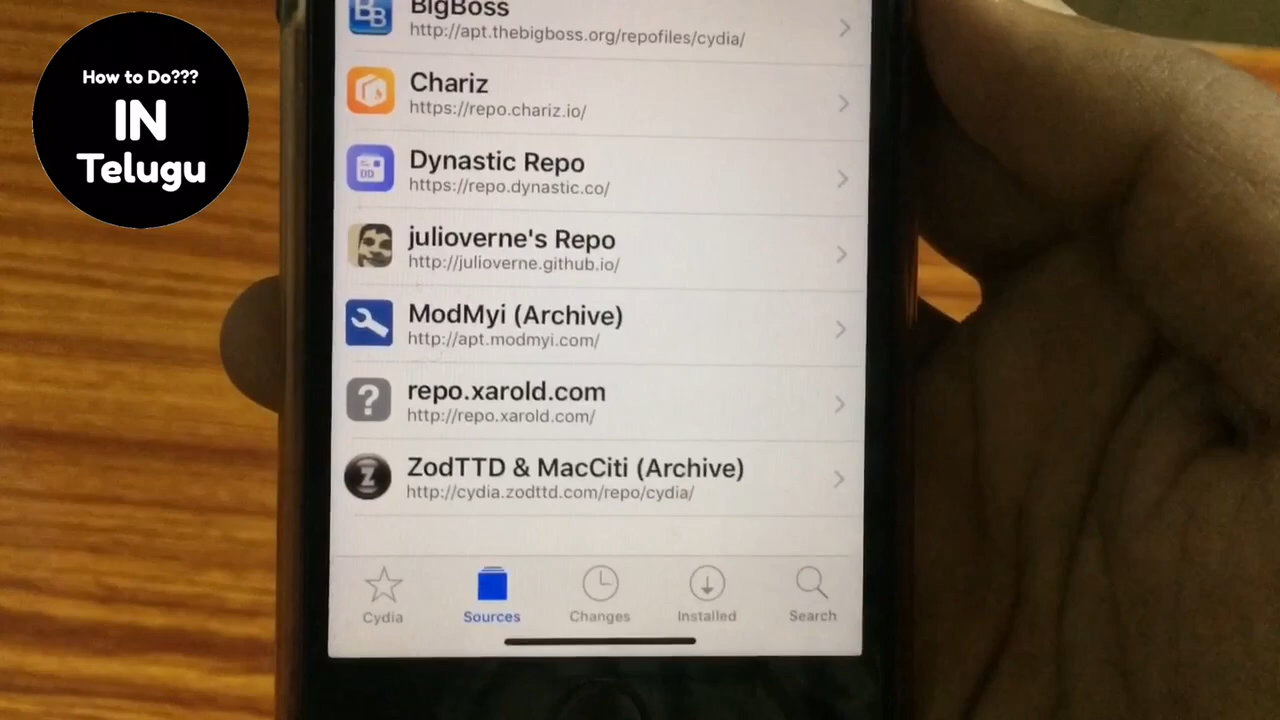 How to Do???
IN
Telugu
BigBoss
http://apt.thebigboss.org/repofiles/cydia/
Chariz
https://repo.chariz.io/
Dynastic Repo
https://repo.dynastic.co/
julioverne's Repo
http://julioverne.github.io/
ModMyi (Archive)
http://apt.modmyi.com/
repo.xarold.com
http://repo.xarold.com/
ZodTTD & MacCiti (Archive)
http://cydia.zodttd.com/repo/cydia/
Cydia
Sources
Changes
Installed
Search